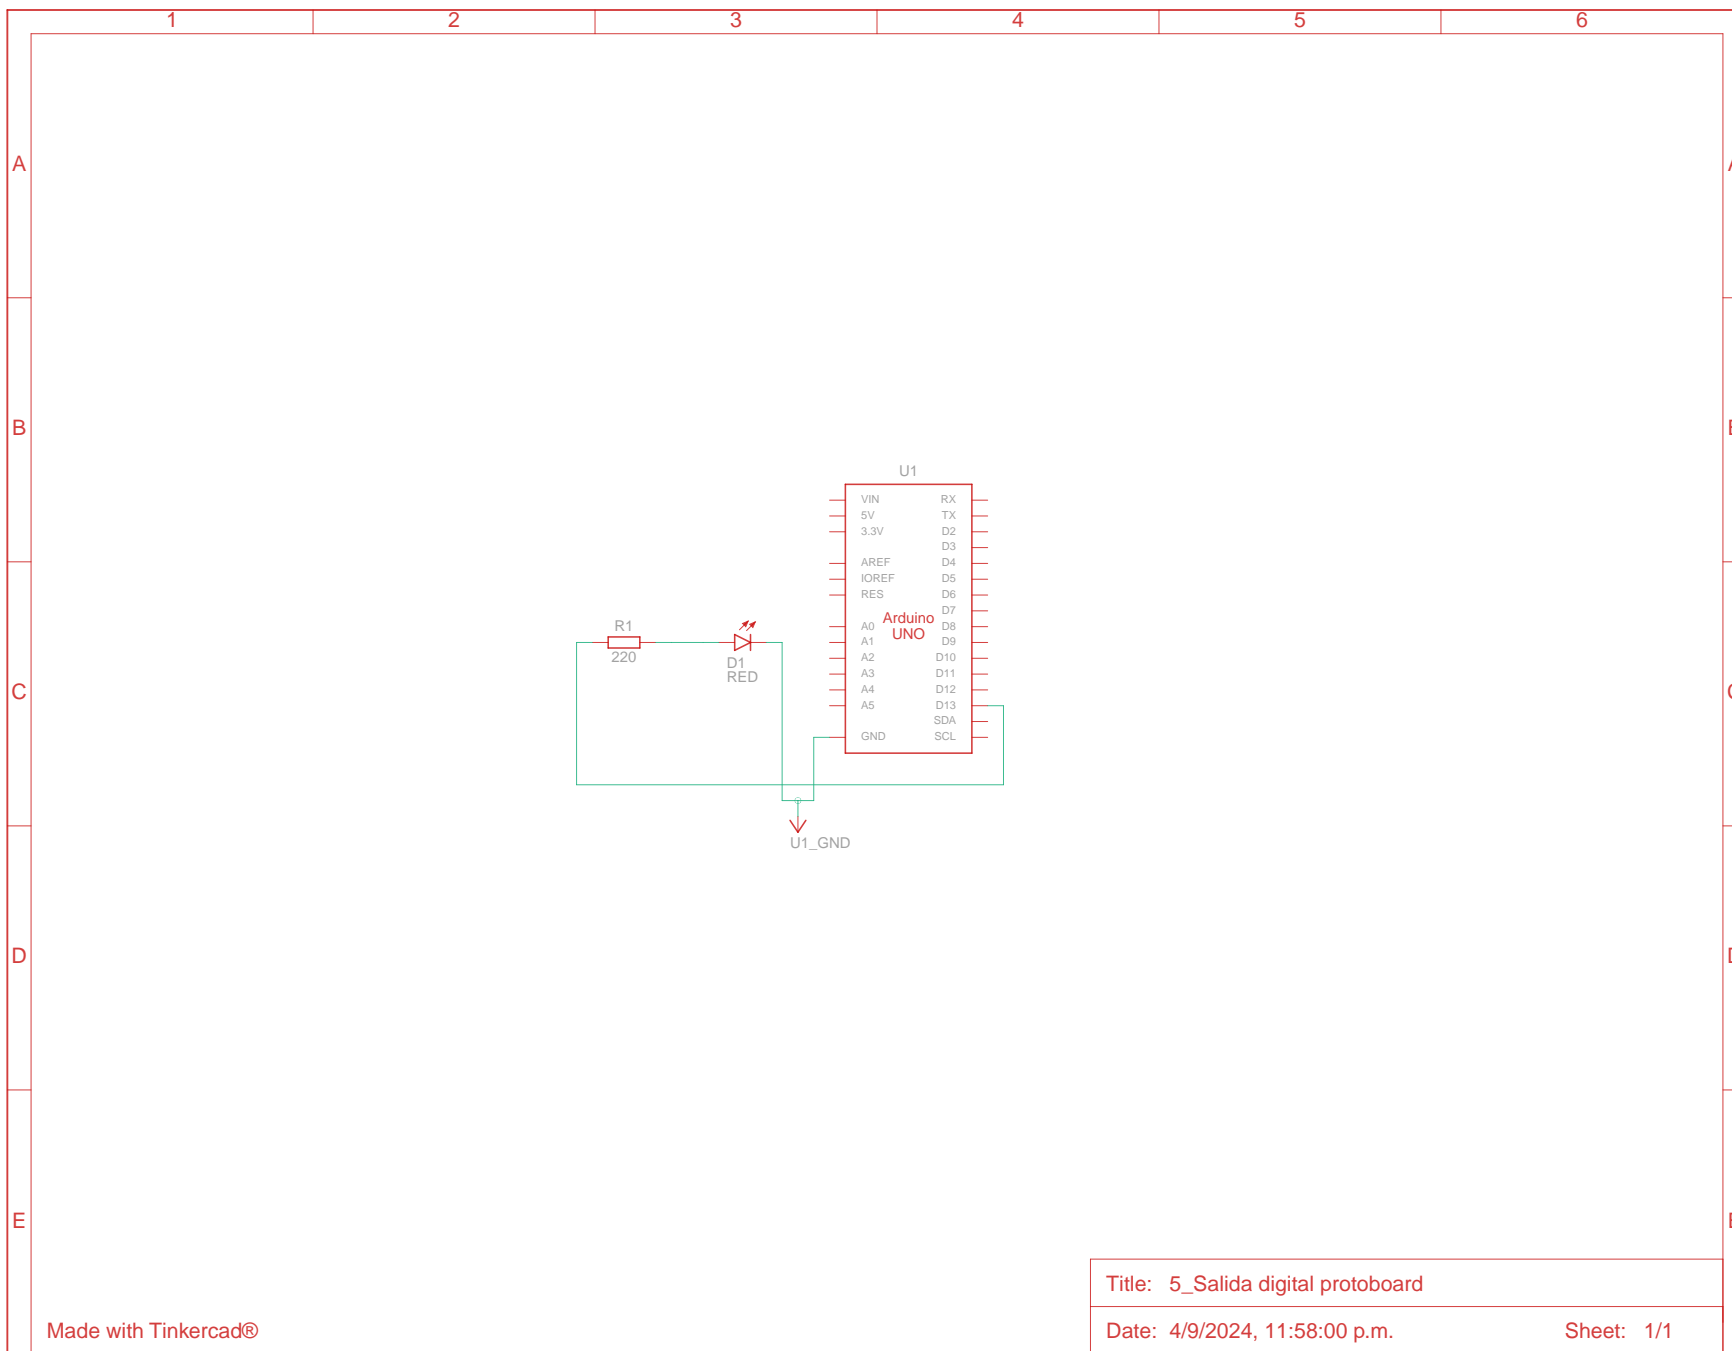 1 2 3 4 5 6
A
B
C
D
E
U1
VIN RX
5V TX
3.3V D2
D3
AREF D4
IOREF D5
RES D6
D7
A0 D8
A1 D9
A2 D10
A3 D11
A4 D12
A5 D13
SDA
GND SCL
Arduino
UNO
R1
220
D1
RED
U1_GND
Title: 5_Salida digital protoboard
Made with Tinkercad®
Date: 4/9/2024, 11:58:00 p.m. Sheet: 1/1